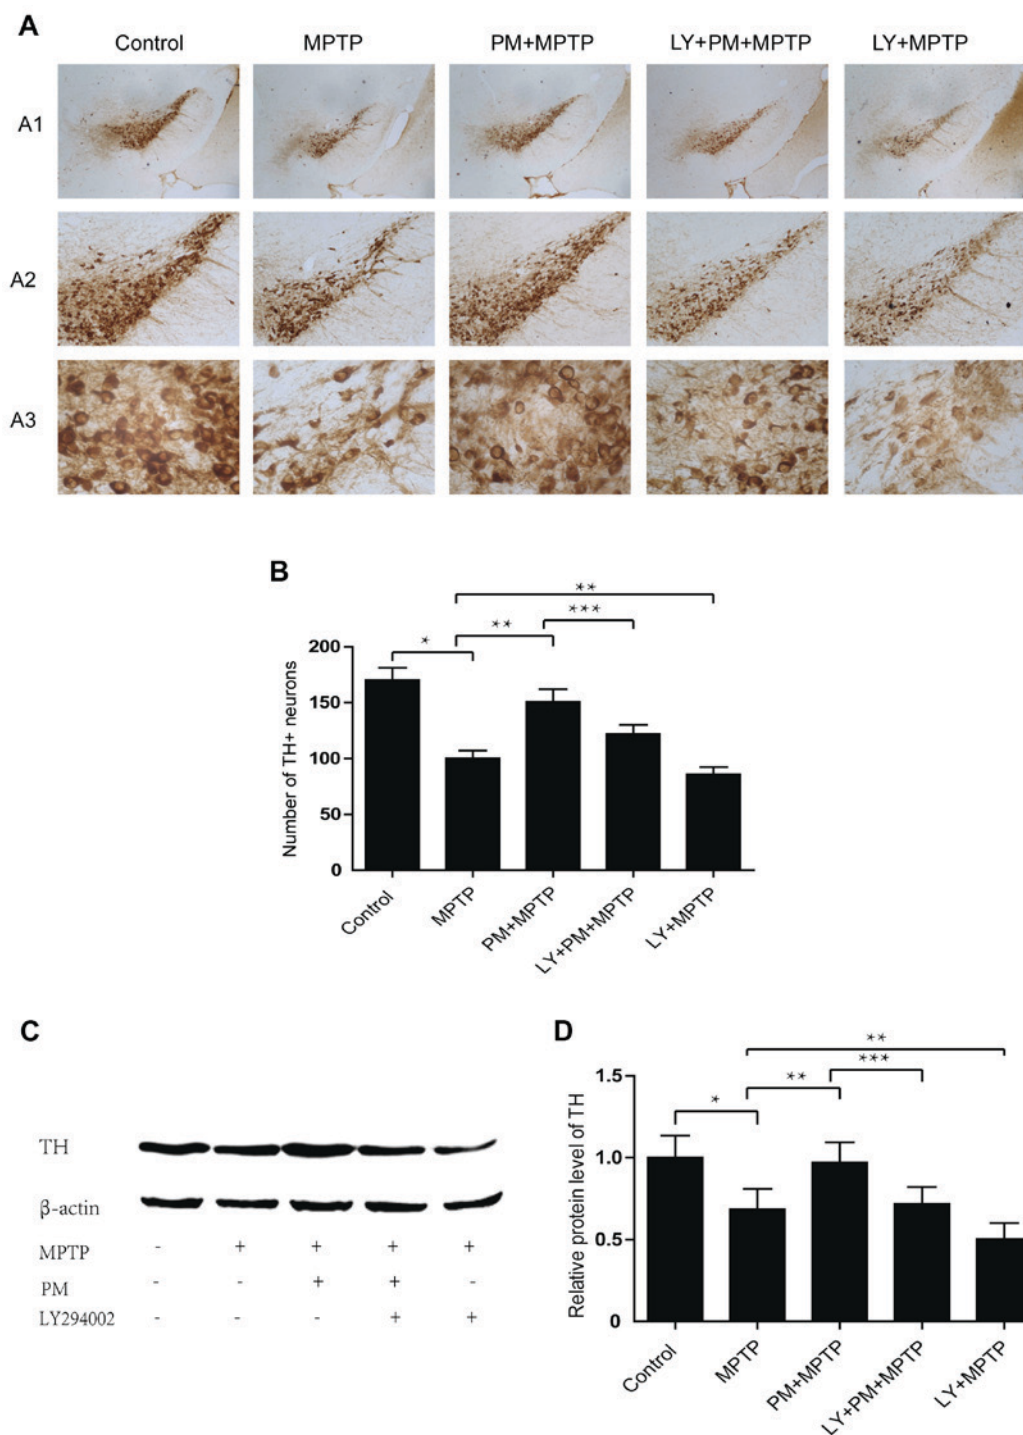 A
Control MPTP PM+MPTP LY+PM+MPTP LY+MPTP
A1
A2
A3
B
**
* ** ***
Number of TH+ neurons
200
150
100
50
0
Control MPTP PM+MPTP LY+PM+MPTP LY+MPTP
C
TH
β-actin
MPTP - + + + +
PM - - + + -
LY294002 - - - + +
D
**
* ** ***
Relative protein level of TH
1.5
1.0
0.5
0
Control MPTP PM+MPTP LY+PM+MPTP LY+MPTP